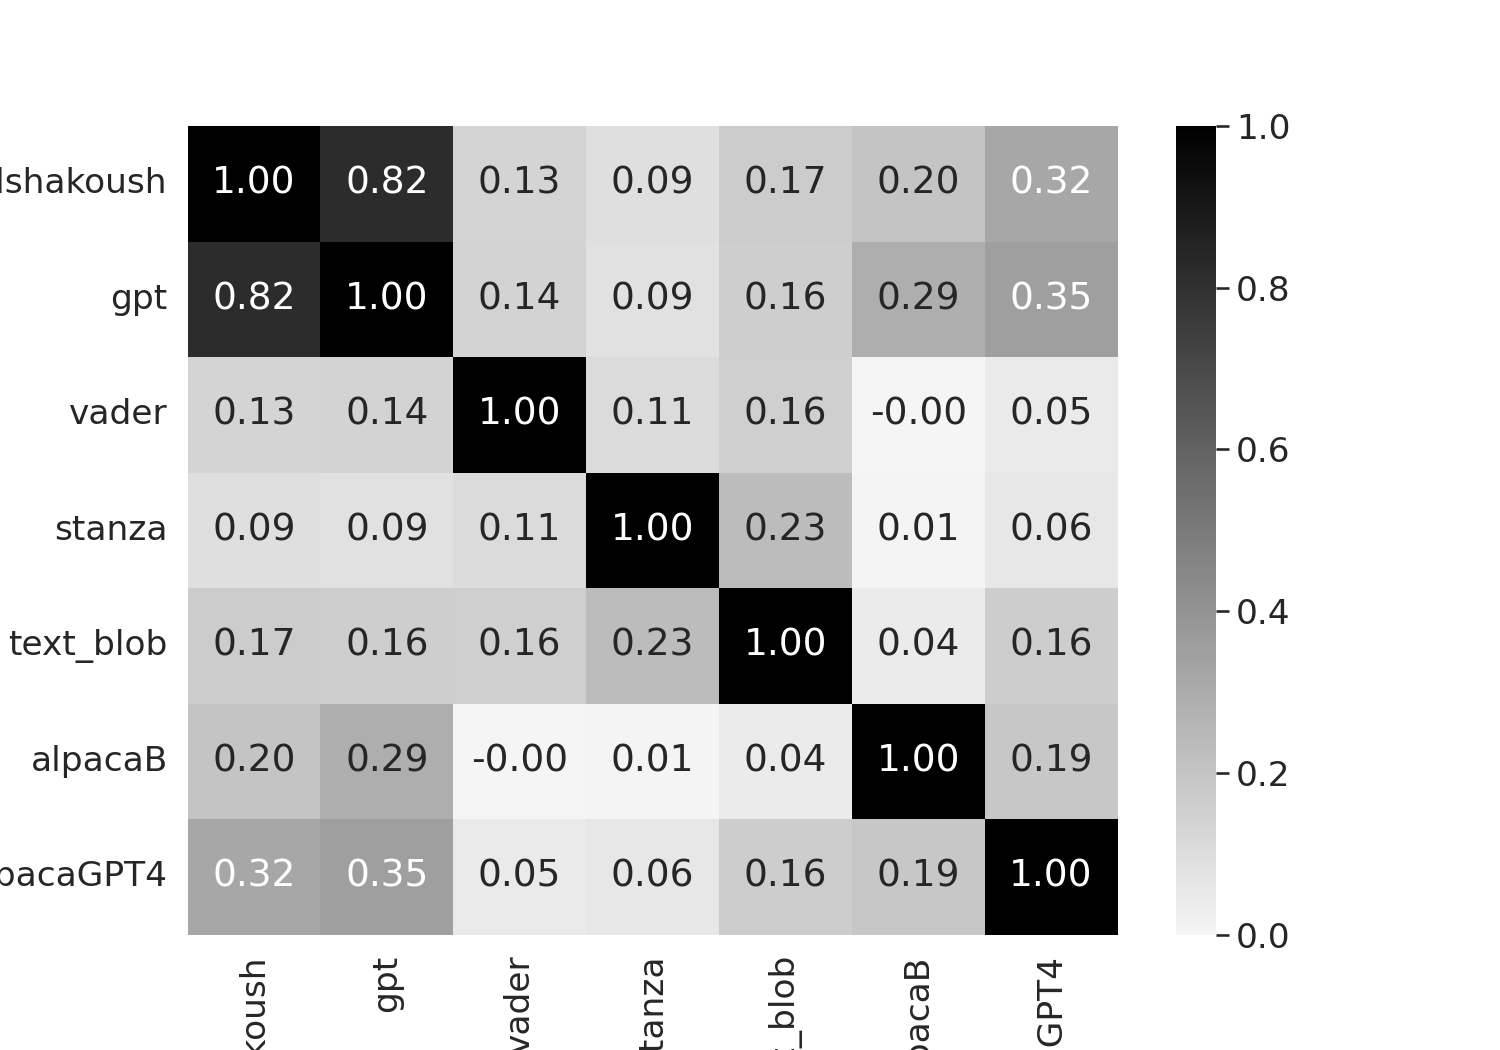 1.0
lshakoush 1.00 0.82 0.13 0.09 0.17 0.20 0.32
gpt 0.82 1.00 0.14 0.09 0.16 0.29 0.35
0.8
vader 0.13 0.14 1.00 0.11 0.16 -0.00 0.05
0.6
stanza 0.09 0.09 0.11 1.00 0.23 0.01 0.06
0.4
text_blob 0.17 0.16 0.16 0.23 1.00 0.04 0.16
alpacaB 0.20 0.29 -0.00 0.01 0.04 1.00 0.19
0.2
pacaGPT4 0.32 0.35 0.05 0.06 0.16 0.19 1.00
0.0
koush
gpt
vader
tanza
t_blob
pacaB
GPT4